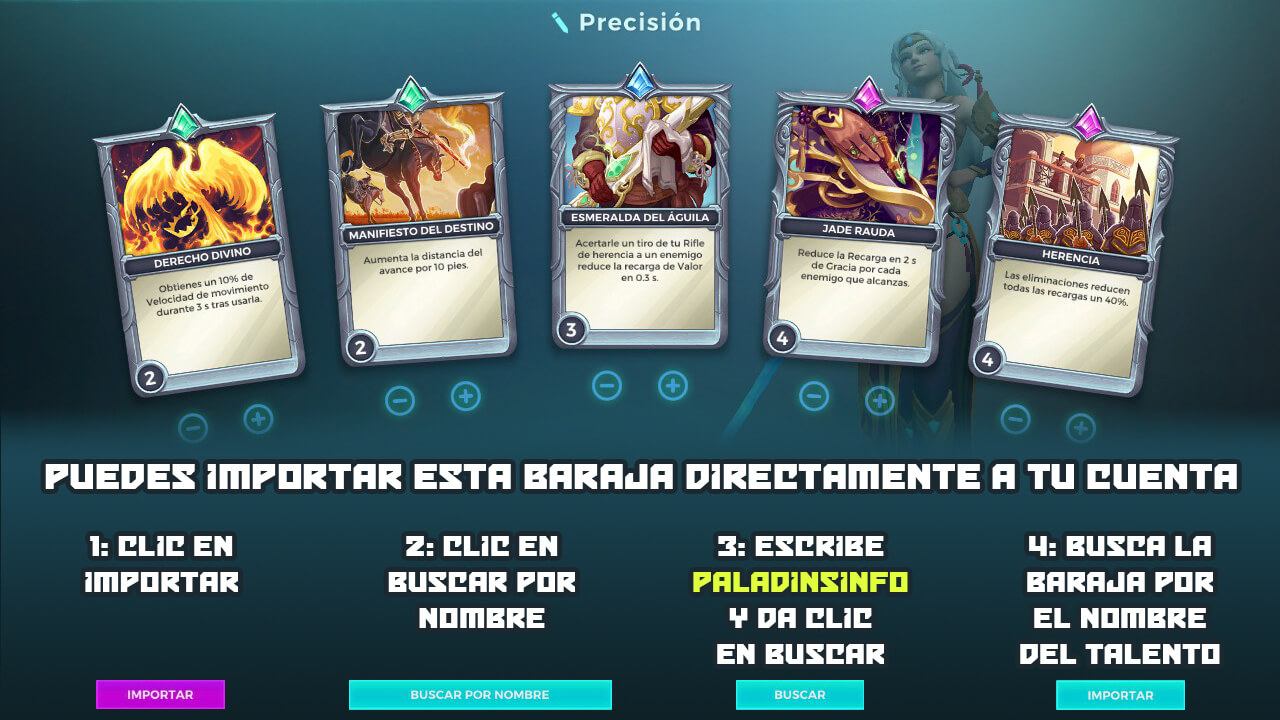 Precisión
DERECHO DIVINO
Obtienes un 10% de
Velocidad de movimiento
durante 3 s tras usarla.
2
MANIFIESTO DEL DESTINO
Aumenta la distancia del
avance por 10 pies.
2
ESMERALDA DEL ÁGUILA
Acertarle un tiro de tu Rifle
de herencia a un enemigo
reduce la recarga de Valor
en 0.3 s.
3
JADE RAUDA
Reduce la Recarga en 2 s
de Gracia por cada
enemigo que alcanzas.
4
HERENCIA
Las eliminaciones reducen
todas las recargas un 40%.
4
PUEDES IMPORTAR ESTA BARAJA DIRECTAMENTE A TU CUENTA
1: CLIC EN
IMPORTAR
IMPORTAR
2: CLIC EN
BUSCAR POR
NOMBRE
BUSCAR POR NOMBRE
3: ESCRIBE
PALADINSINFO
Y DA CLIC
EN BUSCAR
BUSCAR
4: BUSCA LA
BARAJA POR
EL NOMBRE
DEL TALENTO
IMPORTAR